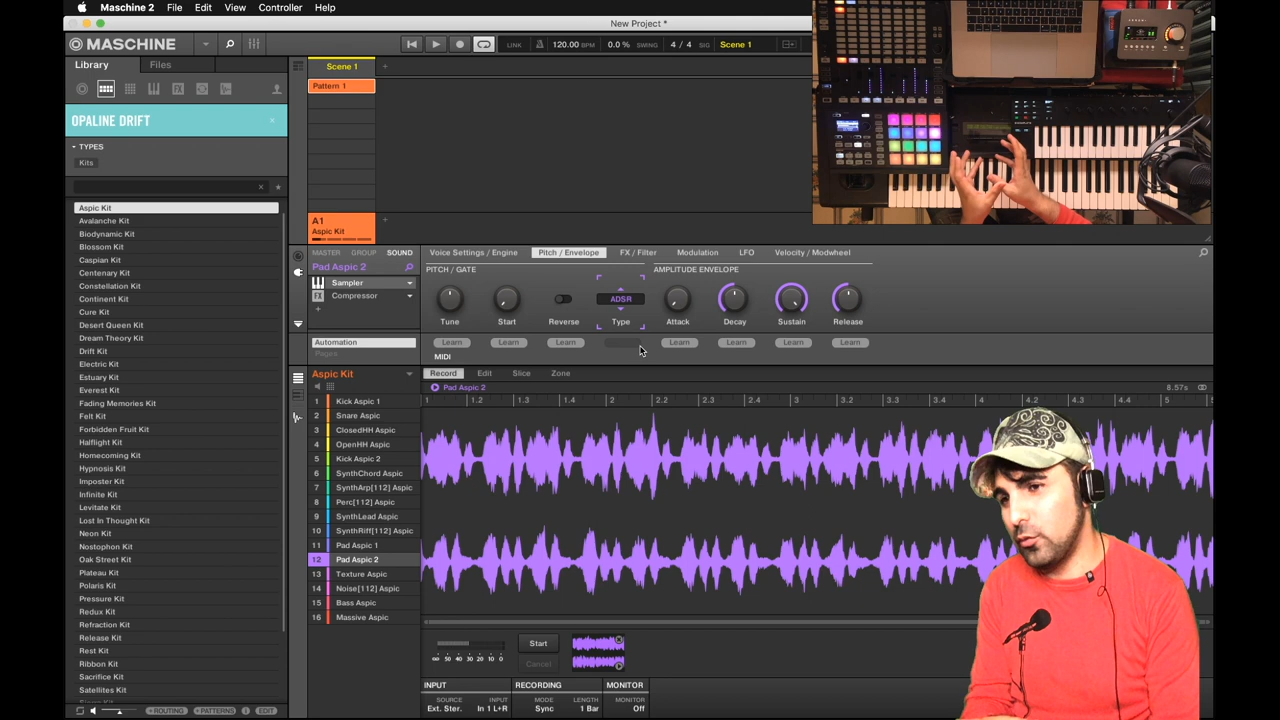 Maschine 2 File Edit View Controller Help
New Project *
MASCHINE
LINK 120.00 BPM 0.0 % SWING 4 / 4 SIG Scene 1
Library Files
Scene 1 +
Pattern 1
OPALINE DRIFT
TYPES
Kits
Aspic Kit
Avalanche Kit
Biodynamic Kit
Blossom Kit
Caspian Kit
Centenary Kit
Constellation Kit
Continent Kit
Cure Kit
Desert Queen Kit
Dream Theory Kit
Drift Kit
Electric Kit
Estuary Kit
Everest Kit
Fading Memories Kit
Felt Kit
Forbidden Fruit Kit
Halflight Kit
Homecoming Kit
Hypnosis Kit
Imposter Kit
Infinite Kit
Levitate Kit
Lost In Thought Kit
Neon Kit
Nostophon Kit
Oak Street Kit
Plateau Kit
Polaris Kit
Pressure Kit
Redux Kit
Refraction Kit
Release Kit
Rest Kit
Ribbon Kit
Sacrifice Kit
Satellites Kit
+ROUTING +PATTERNS EDIT
A1
Aspic Kit
MASTER GROUP SOUND
Pad Aspic 2
Sampler
FX Compressor
+
Automation
Pages
Voice Settings / Engine Pitch / Envelope FX / Filter Modulation LFO Velocity / Modwheel
PITCH / GATE AMPLITUDE ENVELOPE
ADSR
Tune Start Reverse Type Attack Decay Sustain Release
Learn Learn Learn Learn Learn Learn Learn
MIDI
Aspic Kit
Record Edit Slice Zone
Pad Aspic 2 8.57s
1 1.2 1.3 1.4 2 2.2 2.3 2.4 3 3.2 3.3 3.4 4 4.2 4.3 4.4 5
1 Kick Aspic 1
2 Snare Aspic
3 ClosedHH Aspic
4 OpenHH Aspic
5 Kick Aspic 2
6 SynthChord Aspic
7 SynthArp[112] Aspic
8 Perc[112] Aspic
9 SynthLead Aspic
10 SynthRiff[112] Aspic
11 Pad Aspic 1
12 Pad Aspic 2
13 Texture Aspic
14 Noise[112] Aspic
15 Bass Aspic
16 Massive Aspic
∞ 50 40 30 20 10 0
Start
Cancel
INPUT RECORDING MONITOR
SOURCE INPUT MODE LENGTH MONITOR
Ext. Ster. In 1 L+R Sync 1 Bar Off